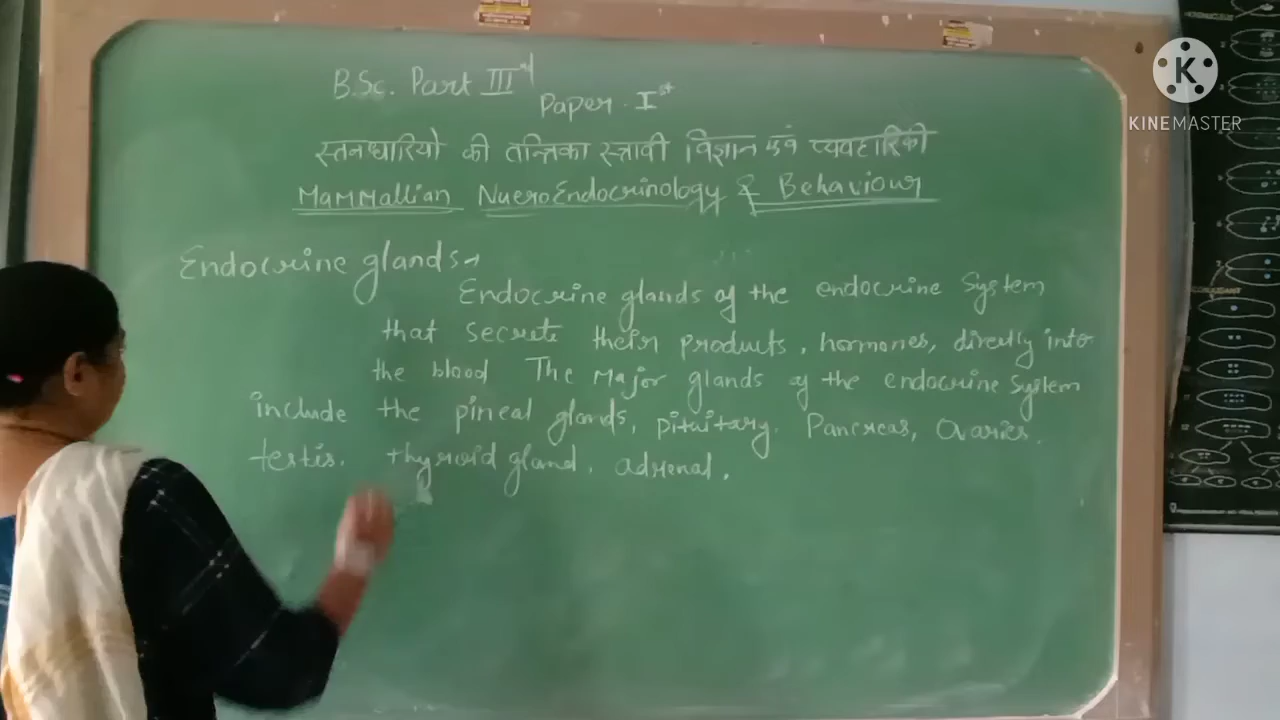 B.Sc. Part III rd
Paper - I st
स्तनधारियो की तन्त्रिका स्त्रावी विज्ञान एवं व्यवहारिकी
Mammallian NueroEndocrinology & Behaviour
Endocrine glands→
Endocrine glands of the endocrine System
that secrete their products, hormones, directly into
the blood The Major glands of the endocrine System
include the pineal glands, pituitary. Pancreas, Ovaries.
testis. thyroid gland. adrenal.
K
KINEMASTER